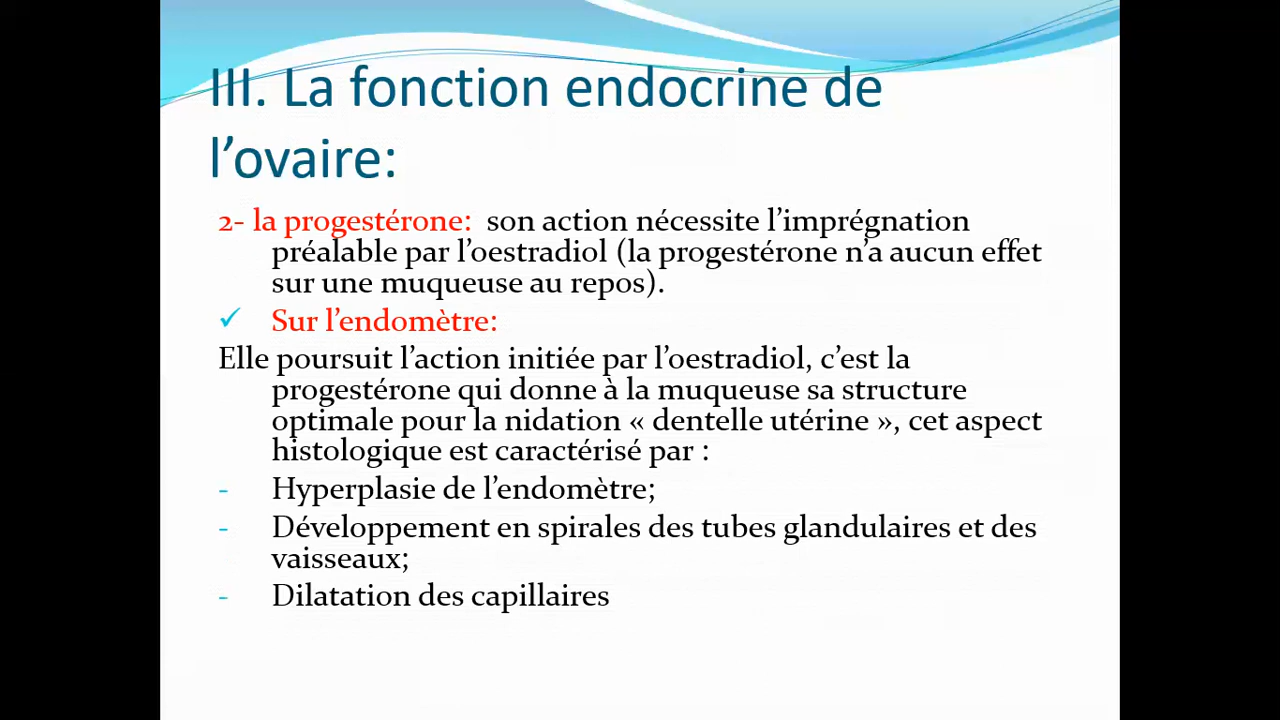 III. La fonction endocrine de
l’ovaire:
2- la progestérone: son action nécessite l’imprégnation
préalable par l’oestradiol (la progestérone n’a aucun effet
sur une muqueuse au repos).
✓ Sur l’endomètre:
Elle poursuit l’action initiée par l’oestradiol, c’est la
progestérone qui donne à la muqueuse sa structure
optimale pour la nidation « dentelle utérine », cet aspect
histologique est caractérisé par :
- Hyperplasie de l’endomètre;
- Développement en spirales des tubes glandulaires et des
vaisseaux;
- Dilatation des capillaires